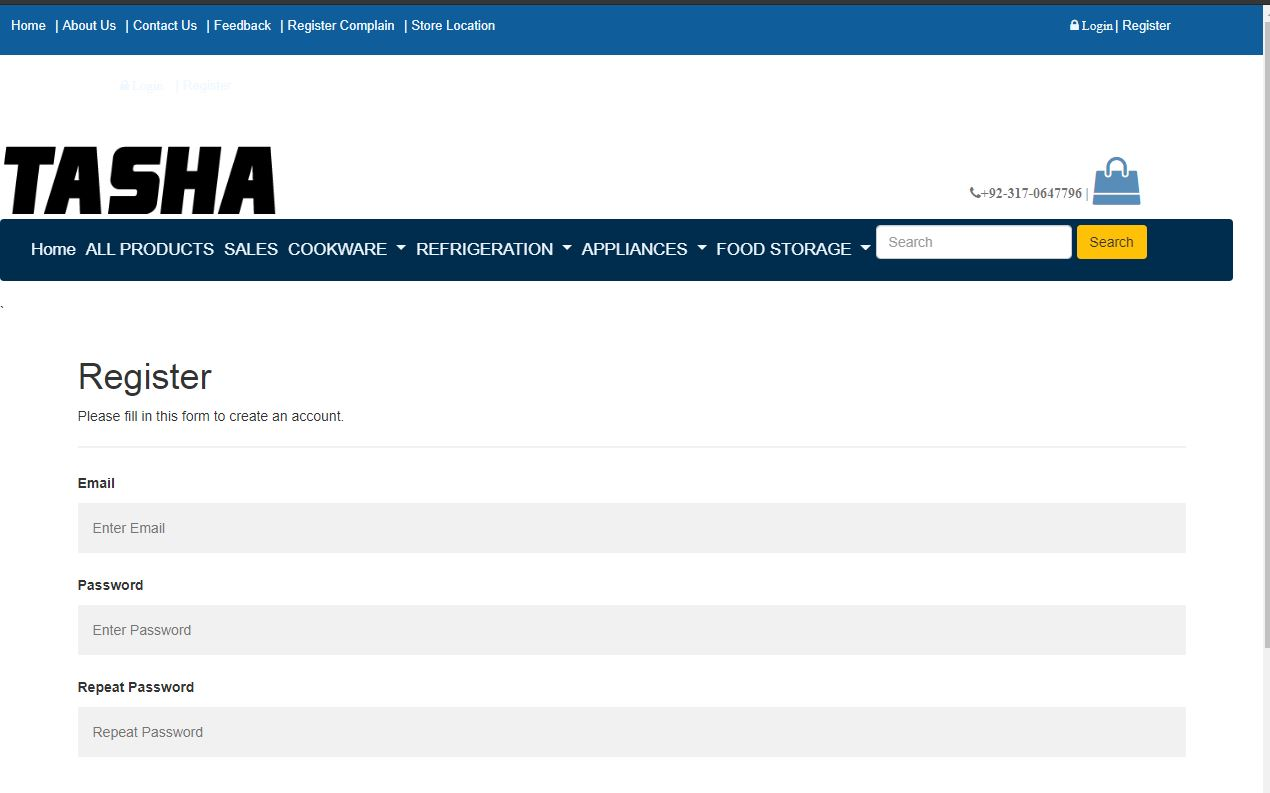 Home | About Us | Contact Us | Feedback | Register Complain | Store Location Login | Register
Login | Register
TASHA
+92-317-0647796 |
Home ALL PRODUCTS SALES COOKWARE REFRIGERATION APPLIANCES FOOD STORAGE Search Search
`
Register
Please fill in this form to create an account.
Email
Enter Email
Password
Enter Password
Repeat Password
Repeat Password